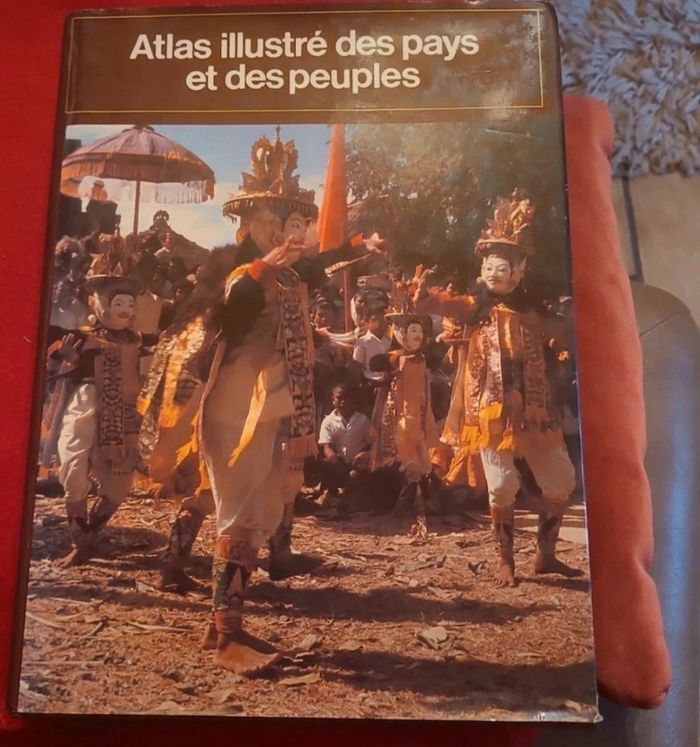 Atlas illustré des pays
et des peuples